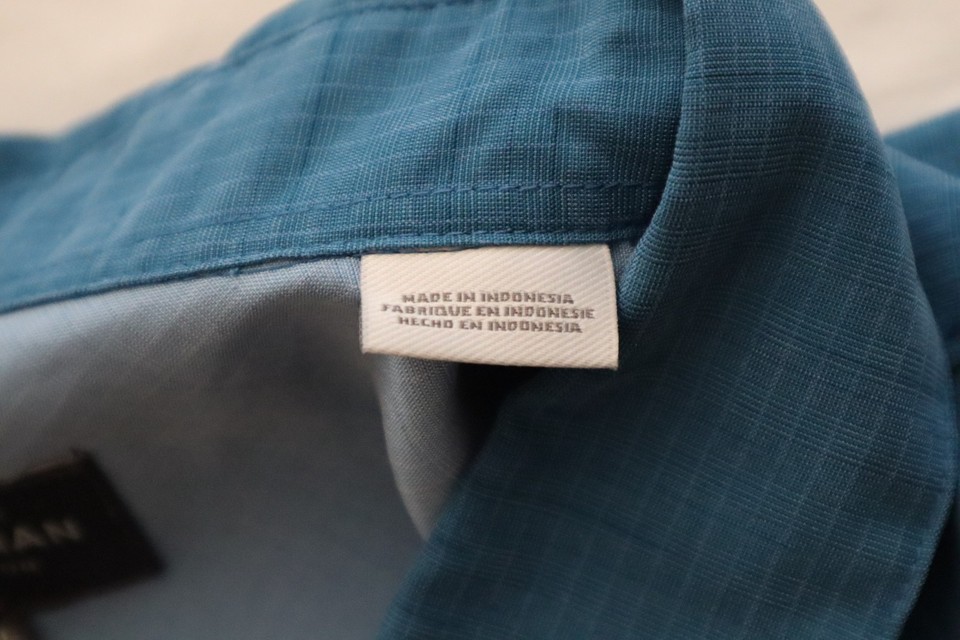 MADE IN INDONESIA
FABRIQUE EN INDONESIE
HECHO EN INDONESIA